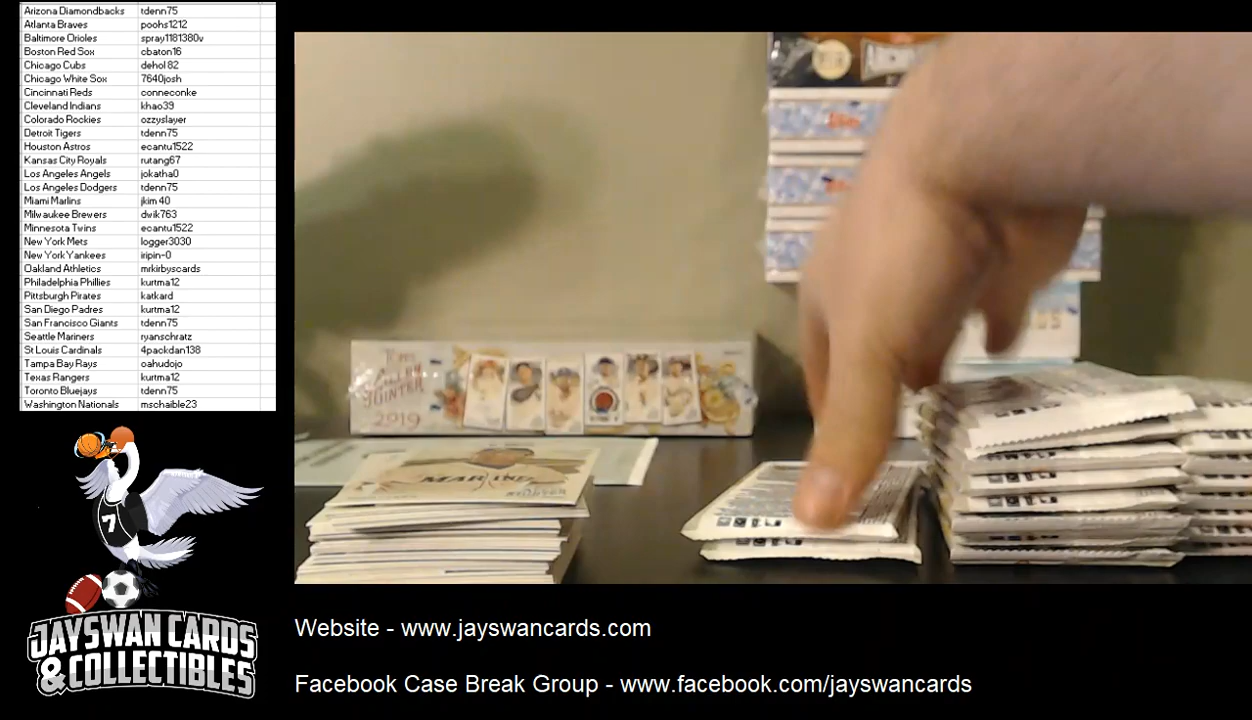 Arizona Diamondbacks tdenn75
Atlanta Braves poohs1212
Baltimore Orioles spray1181380v
Boston Red Sox cbaton16
Chicago Cubs dehol 82
Chicago White Sox 7640josh
Cincinnati Reds conneconke
Cleveland Indians khao39
Colorado Rockies ozzyslayer
Detroit Tigers tdenn75
Houston Astros ecantu1522
Kansas City Royals rutang67
Los Angeles Angels jokatha0
Los Angeles Dodgers tdenn75
Miami Marlins jkim 40
Milwaukee Brewers dwik763
Minnesota Twins ecantu1522
New York Mets logger3030
New York Yankees iripin-0
Oakland Athletics mrkirbyscards
Philadelphia Phillies kurtma12
Pittsburgh Pirates katkard
San Diego Padres kurtma12
San Francisco Giants tdenn75
Seattle Mariners ryanschratz
St Louis Cardinals 4packdan138
Tampa Bay Rays oahudojo
Texas Rangers kurtma12
Toronto Bluejays tdenn75
Washington Nationals mschaible23
7
JAYSWAN CARDS
& COLLECTIBLES
TOPPS
GINTER
2019
Website - www.jayswancards.com
Facebook Case Break Group - www.facebook.com/jayswancards